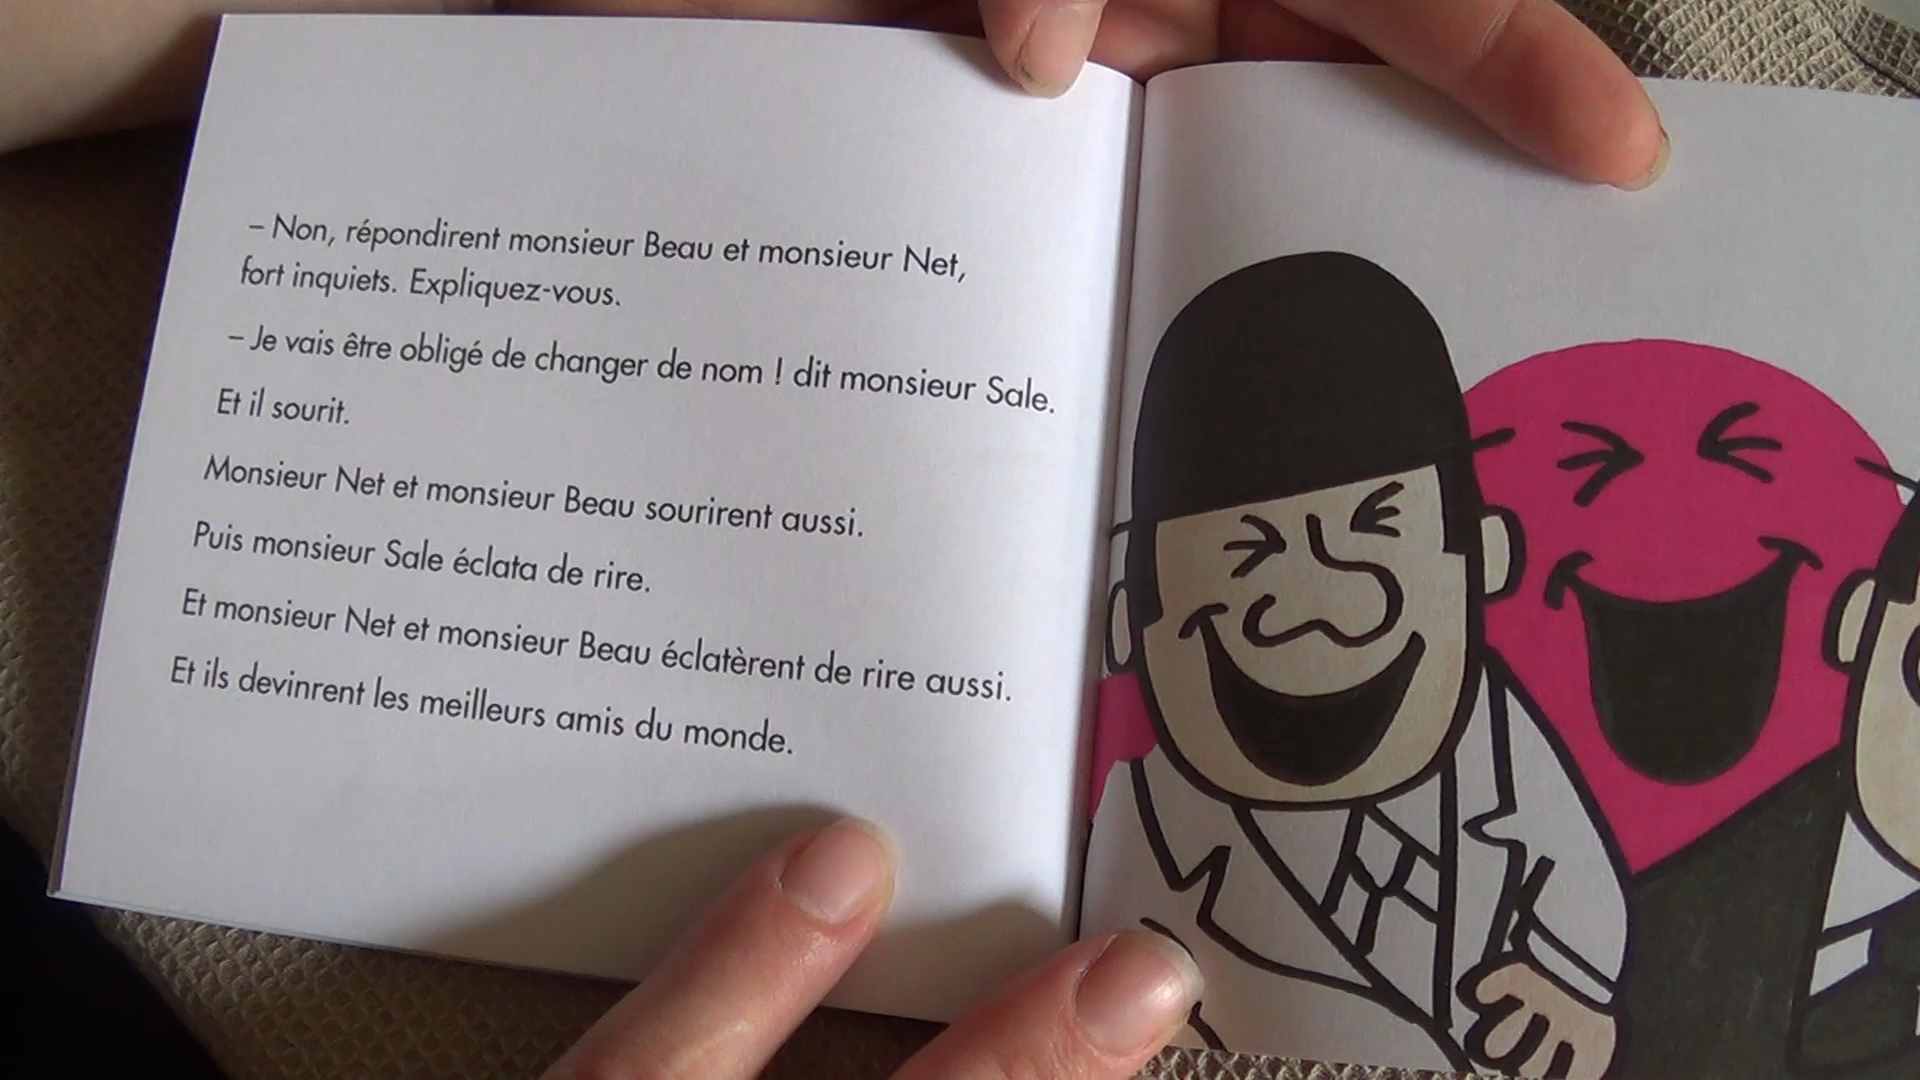 – Non, répondirent monsieur Beau et monsieur Net,
fort inquiets. Expliquez-vous.
– Je vais être obligé de changer de nom ! dit monsieur Sale.
Et il sourit.
Monsieur Net et monsieur Beau sourirent aussi.
Puis monsieur Sale éclata de rire.
Et monsieur Net et monsieur Beau éclatèrent de rire aussi.
Et ils devinrent les meilleurs amis du monde.